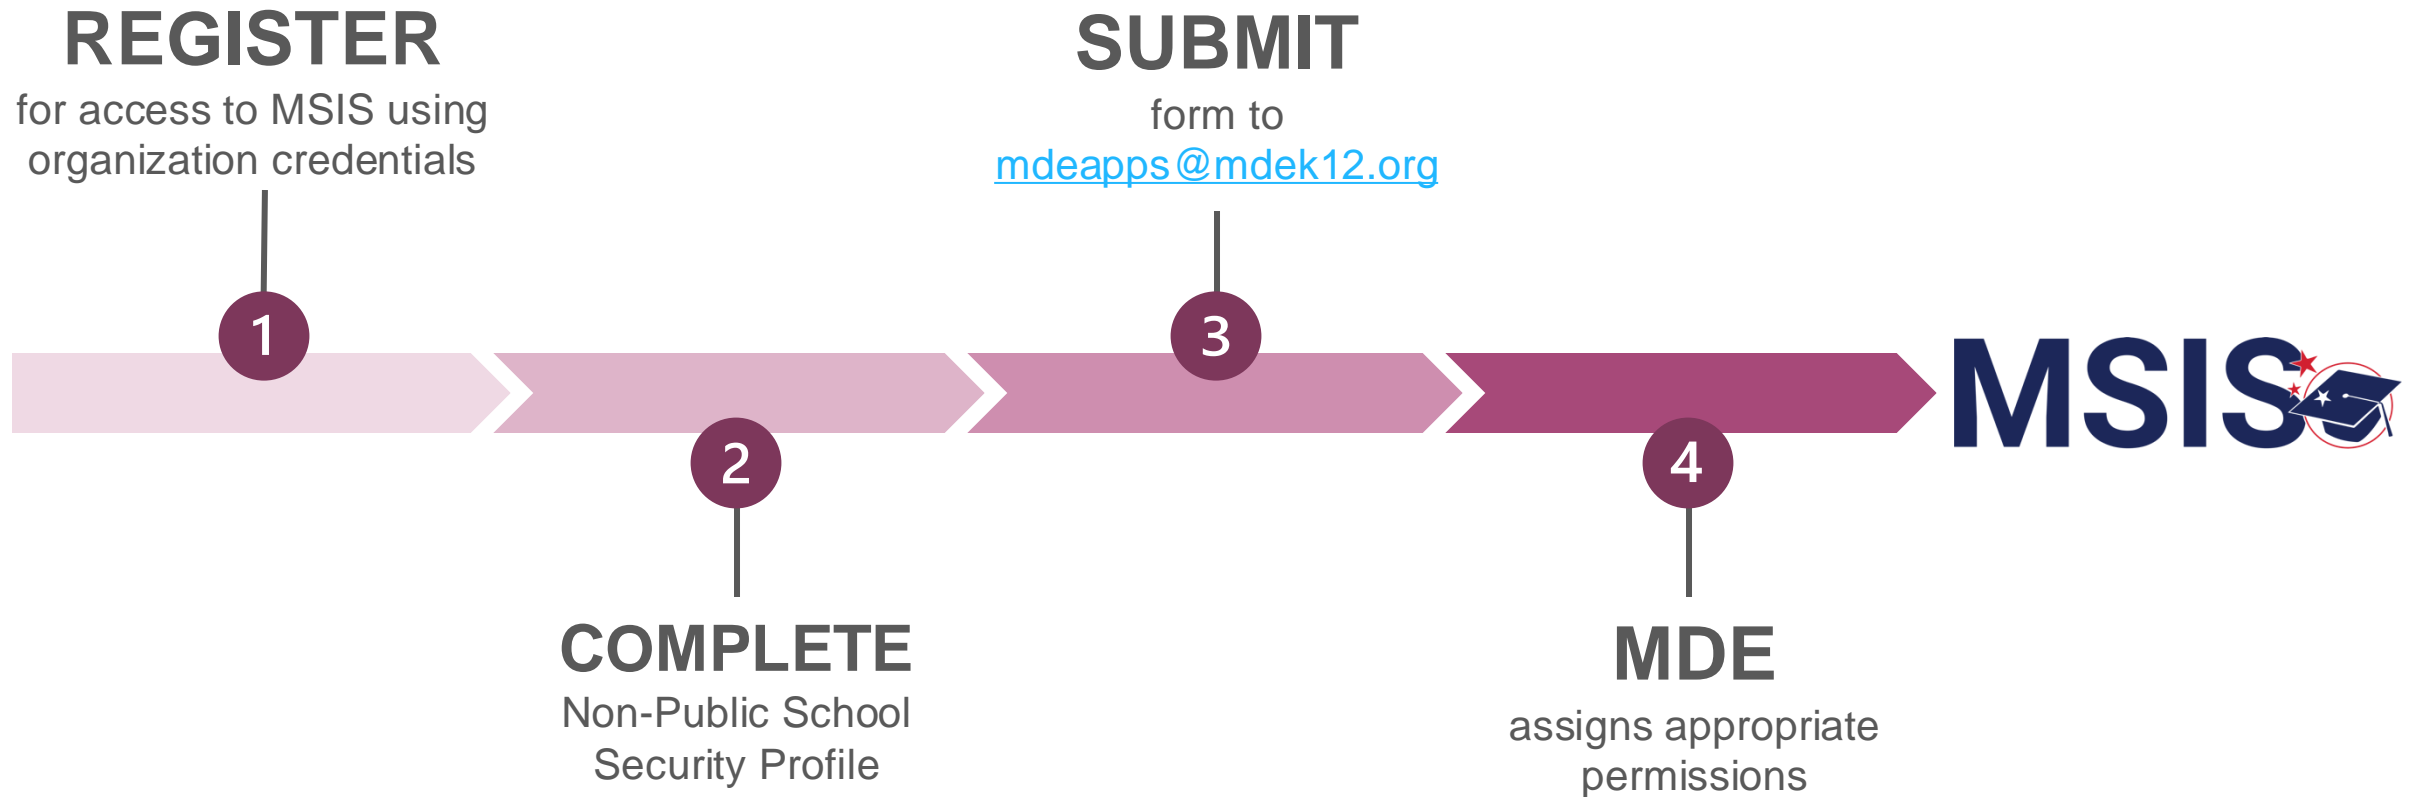 REGISTER
for access to MSIS using
organization credentials
1
2
COMPLETE
Non-Public School
Security Profile
SUBMIT
form to
mdeapps@mdek12.org
3
4
MDE
assigns appropriate
permissions
MSIS